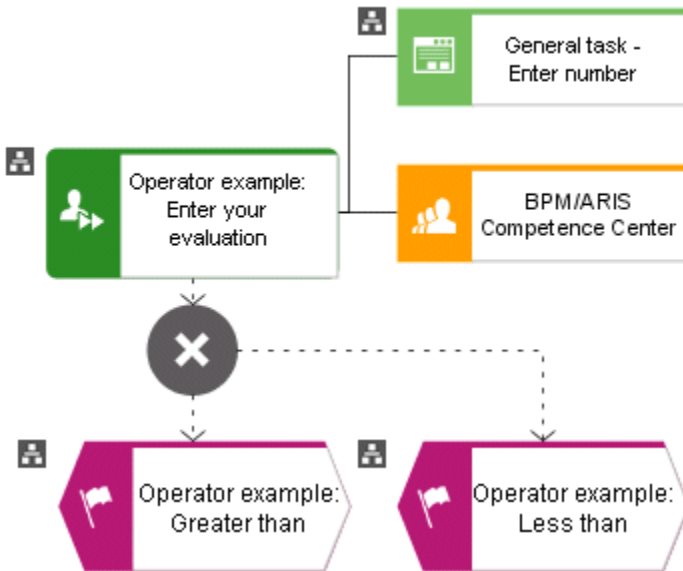 General task -
Enter number
Operator example:
Enter your
evaluation
BPM/ARIS
Competence Center
Operator example:
Greater than
Operator example:
Less than